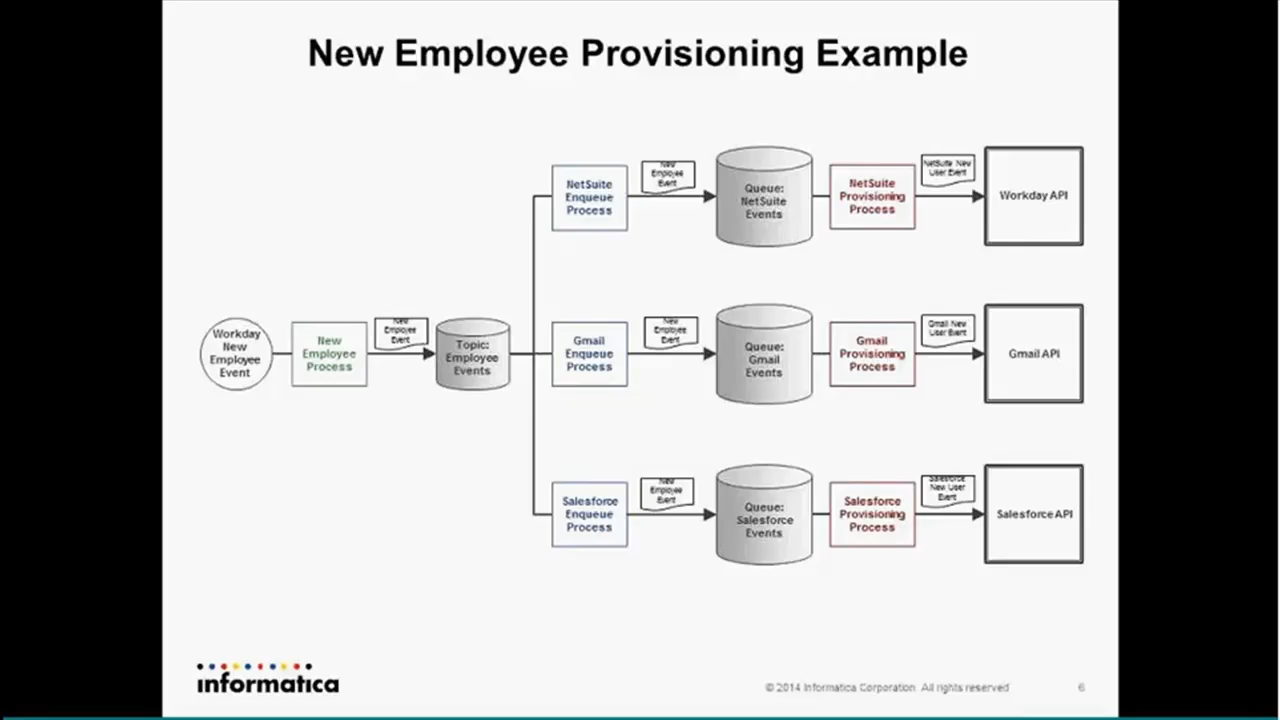 New Employee Provisioning Example
NetSuite
Enqueue
Process
New
Employee
Event
Queue:
NetSuite
Events
NetSuite
Provisioning
Process
NetSuite New
User Event
Workday API
Workday
New
Employee
Event
New
Employee
Process
New
Employee
Event
Topic:
Employee
Events
Gmail
Enqueue
Process
New
Employee
Event
Queue:
Gmail
Events
Gmail
Provisioning
Process
Gmail New
User Event
Gmail API
Salesforce
Enqueue
Process
New
Employee
Event
Queue:
Salesforce
Events
Salesforce
Provisioning
Process
Salesforce
New User
Event
Salesforce API
informatica
© 2014 Informatica Corporation. All rights reserved
6